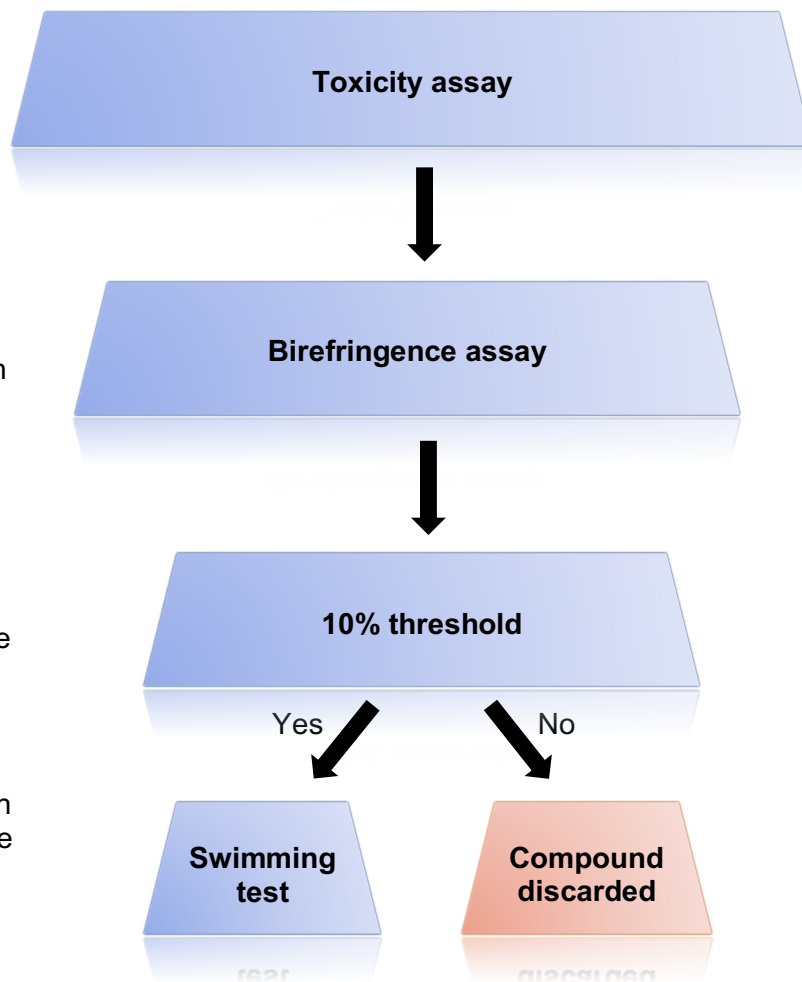 Toxicity assay
Birefringence assay
10% threshold
Yes
No
Swimming
test
Compound
discarded